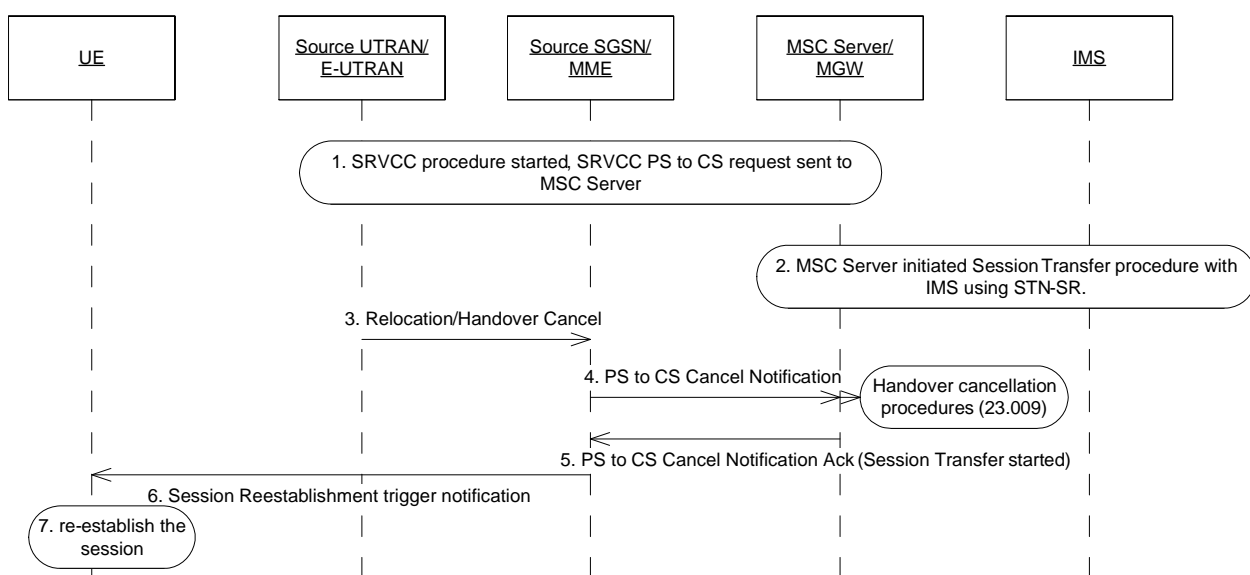 UE
Source UTRAN/
E-UTRAN
Source SGSN/
MME
MSC Server/
MGW
IMS
1. SRVCC procedure started, SRVCC PS to CS request sent to
MSC Server
2. MSC Server initiated Session Transfer procedure with
IMS using STN-SR.
3. Relocation/Handover Cancel
4. PS to CS Cancel Notification
Handover cancellation
procedures (23.009)
5. PS to CS Cancel Notification Ack (Session Transfer started)
6. Session Reestablishment trigger notification
7. re-establish the
session